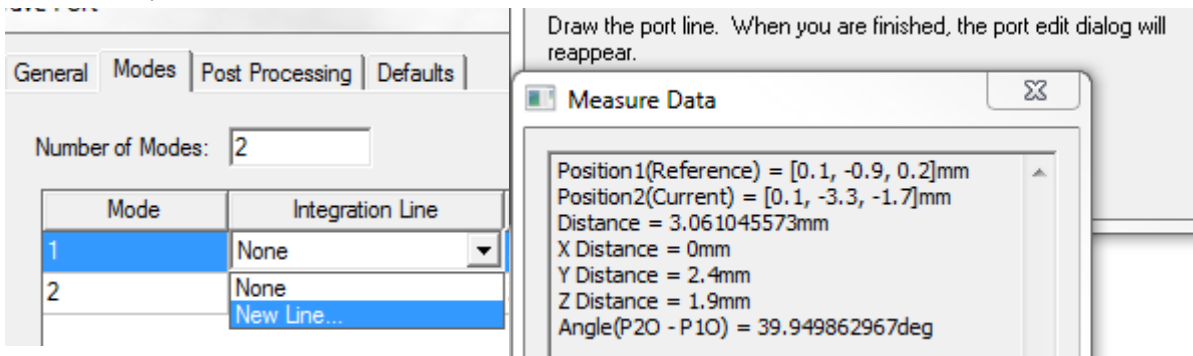 General Modes Post Processing Defaults
Number of Modes: 2
Mode Integration Line
1 None
2 None
New Line...
Draw the port line. When you are finished, the port edit dialog will
reappear.
Measure Data
Position1(Reference) = [0.1, -0.9, 0.2]mm
Position2(Current) = [0.1, -3.3, -1.7]mm
Distance = 3.061045573mm
X Distance = 0mm
Y Distance = 2.4mm
Z Distance = 1.9mm
Angle(P2O - P1O) = 39.949862967deg